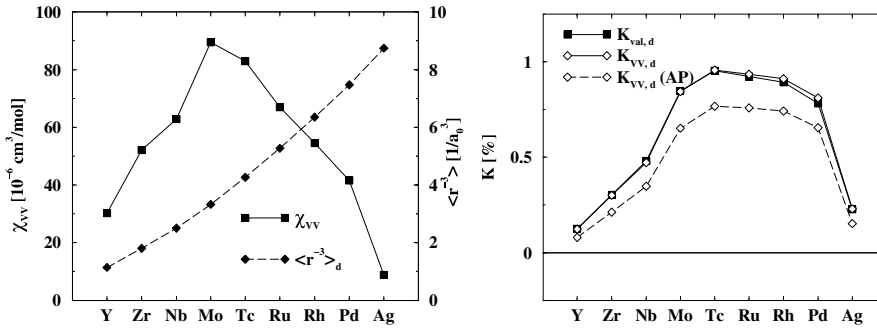 100
80
60
40
20
0
χVV [10⁻⁶ cm³/mol]
Y Zr Nb Mo Tc Ru Rh Pd Ag
10
8
6
4
2
0
<r⁻³> [1/a₀³]
χVV
<r⁻³>d
K [%]
1
0.5
0
Y Zr Nb Mo Tc Ru Rh Pd Ag
Kval, d
KVV, d
KVV, d (AP)